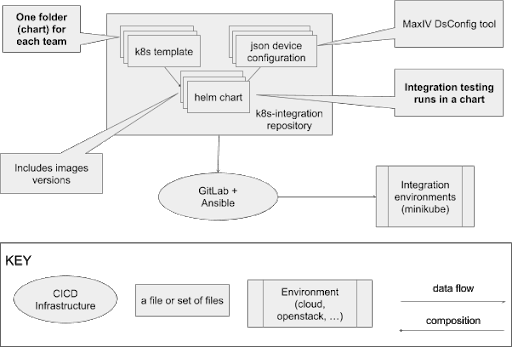 One folder
(chart) for
each team
k8s template
json device
configuration
MaxIV DsConfig tool
helm chart
k8s-integration
repository
Integration testing
runs in a chart
Includes images
versions
GitLab +
Ansible
Integration
environments
(minikube)
KEY
CICD
Infrastructure
a file or set of files
Environment
(cloud,
openstack, …)
data flow
composition